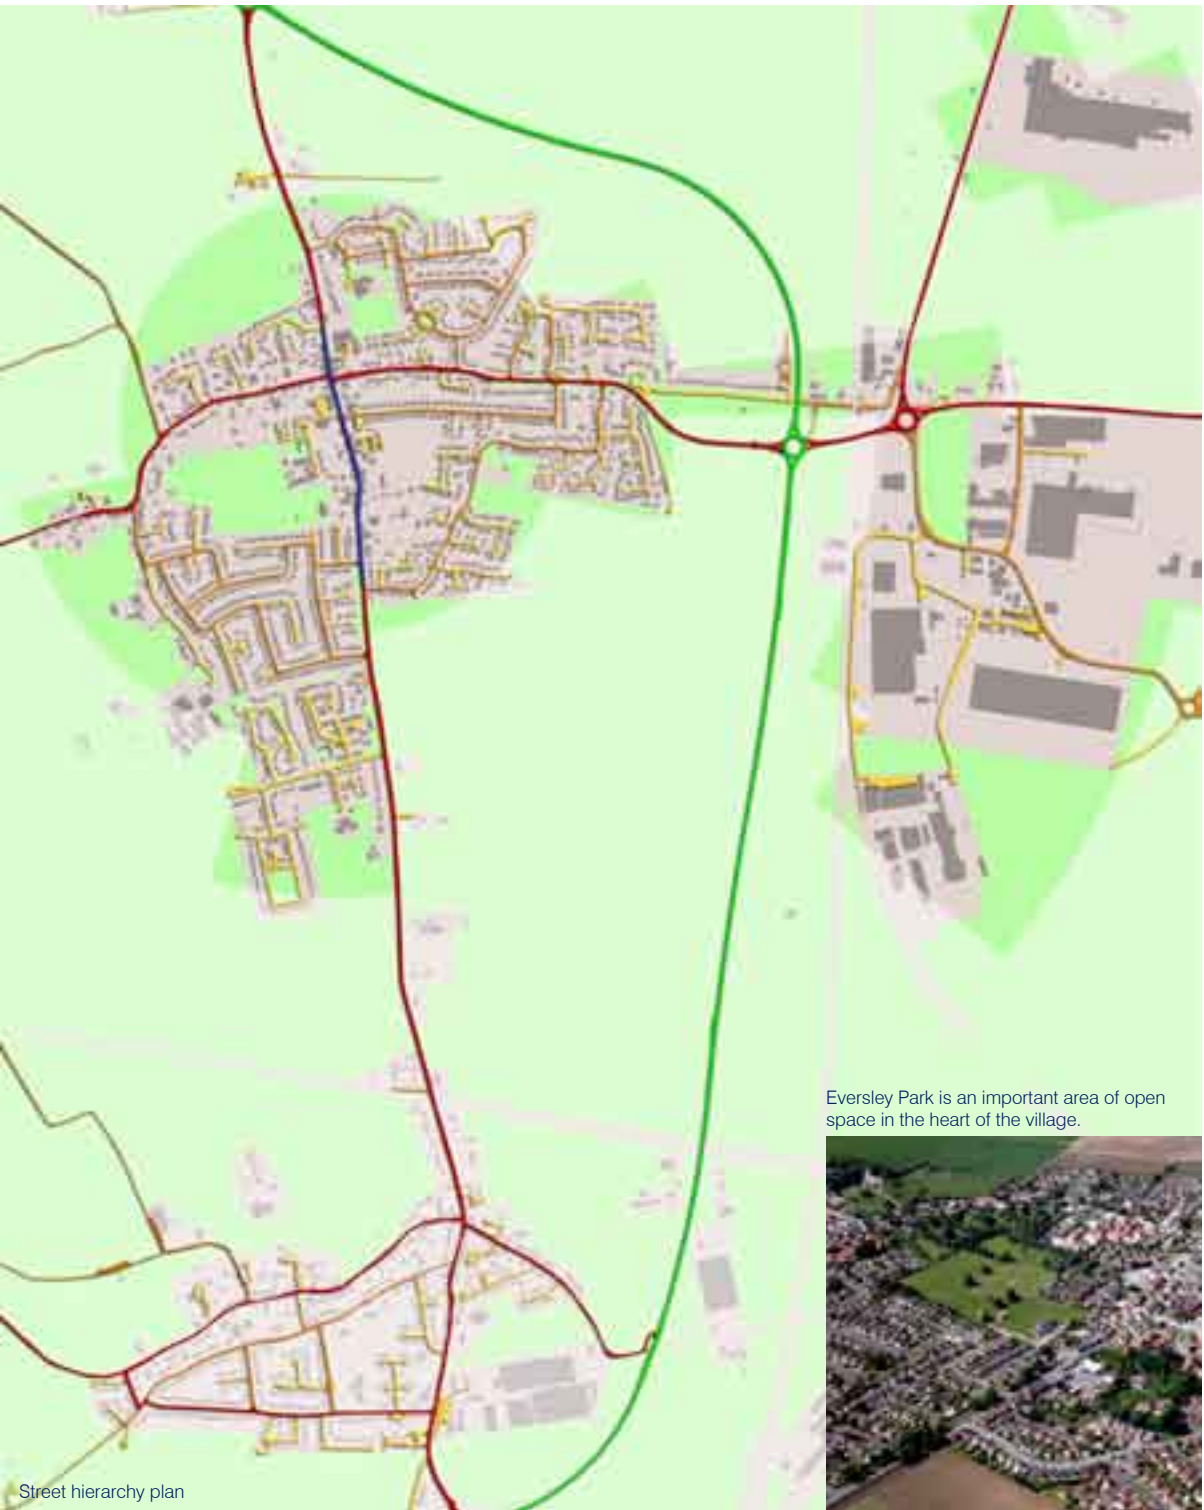 Eversley Park is an important area of open
space in the heart of the village.
Street hierarchy plan